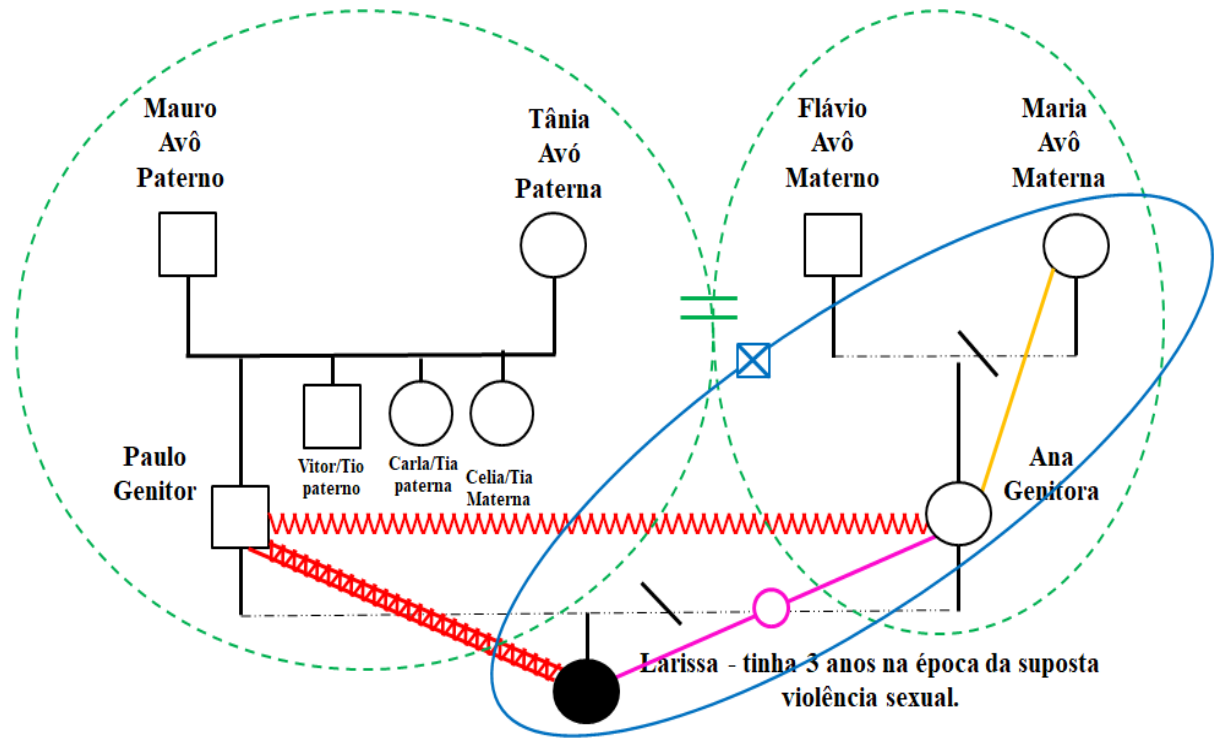 Mauro
Avô
Paterno
Tânia
Avó
Paterna
Flávio
Avô
Materno
Maria
Avô
Materna
Paulo
Genitor
Vitor/Tio
paterno
Carla/Tia
paterna
Celia/Tia
Materna
Ana
Genitora
Larissa - tinha 3 anos na época da suposta
violência sexual.